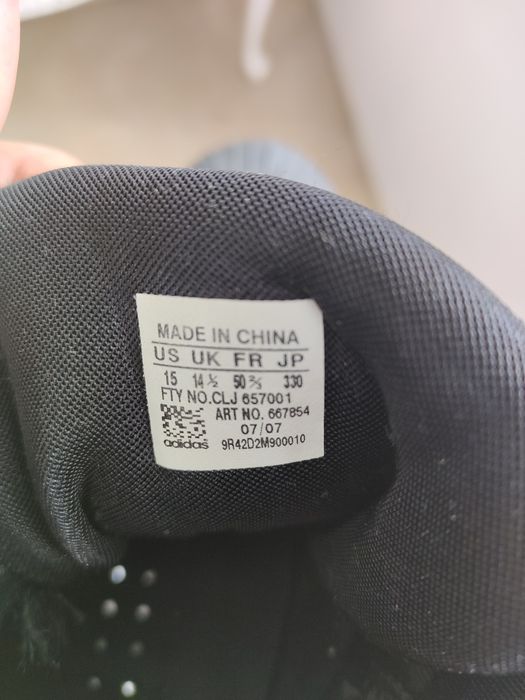 MADE IN CHINA
US UK FR JP
15 14½ 50⅔ 330
FTY NO.CLJ 657001
ART NO. 667854
07/07
adidas 9R42D2M900010